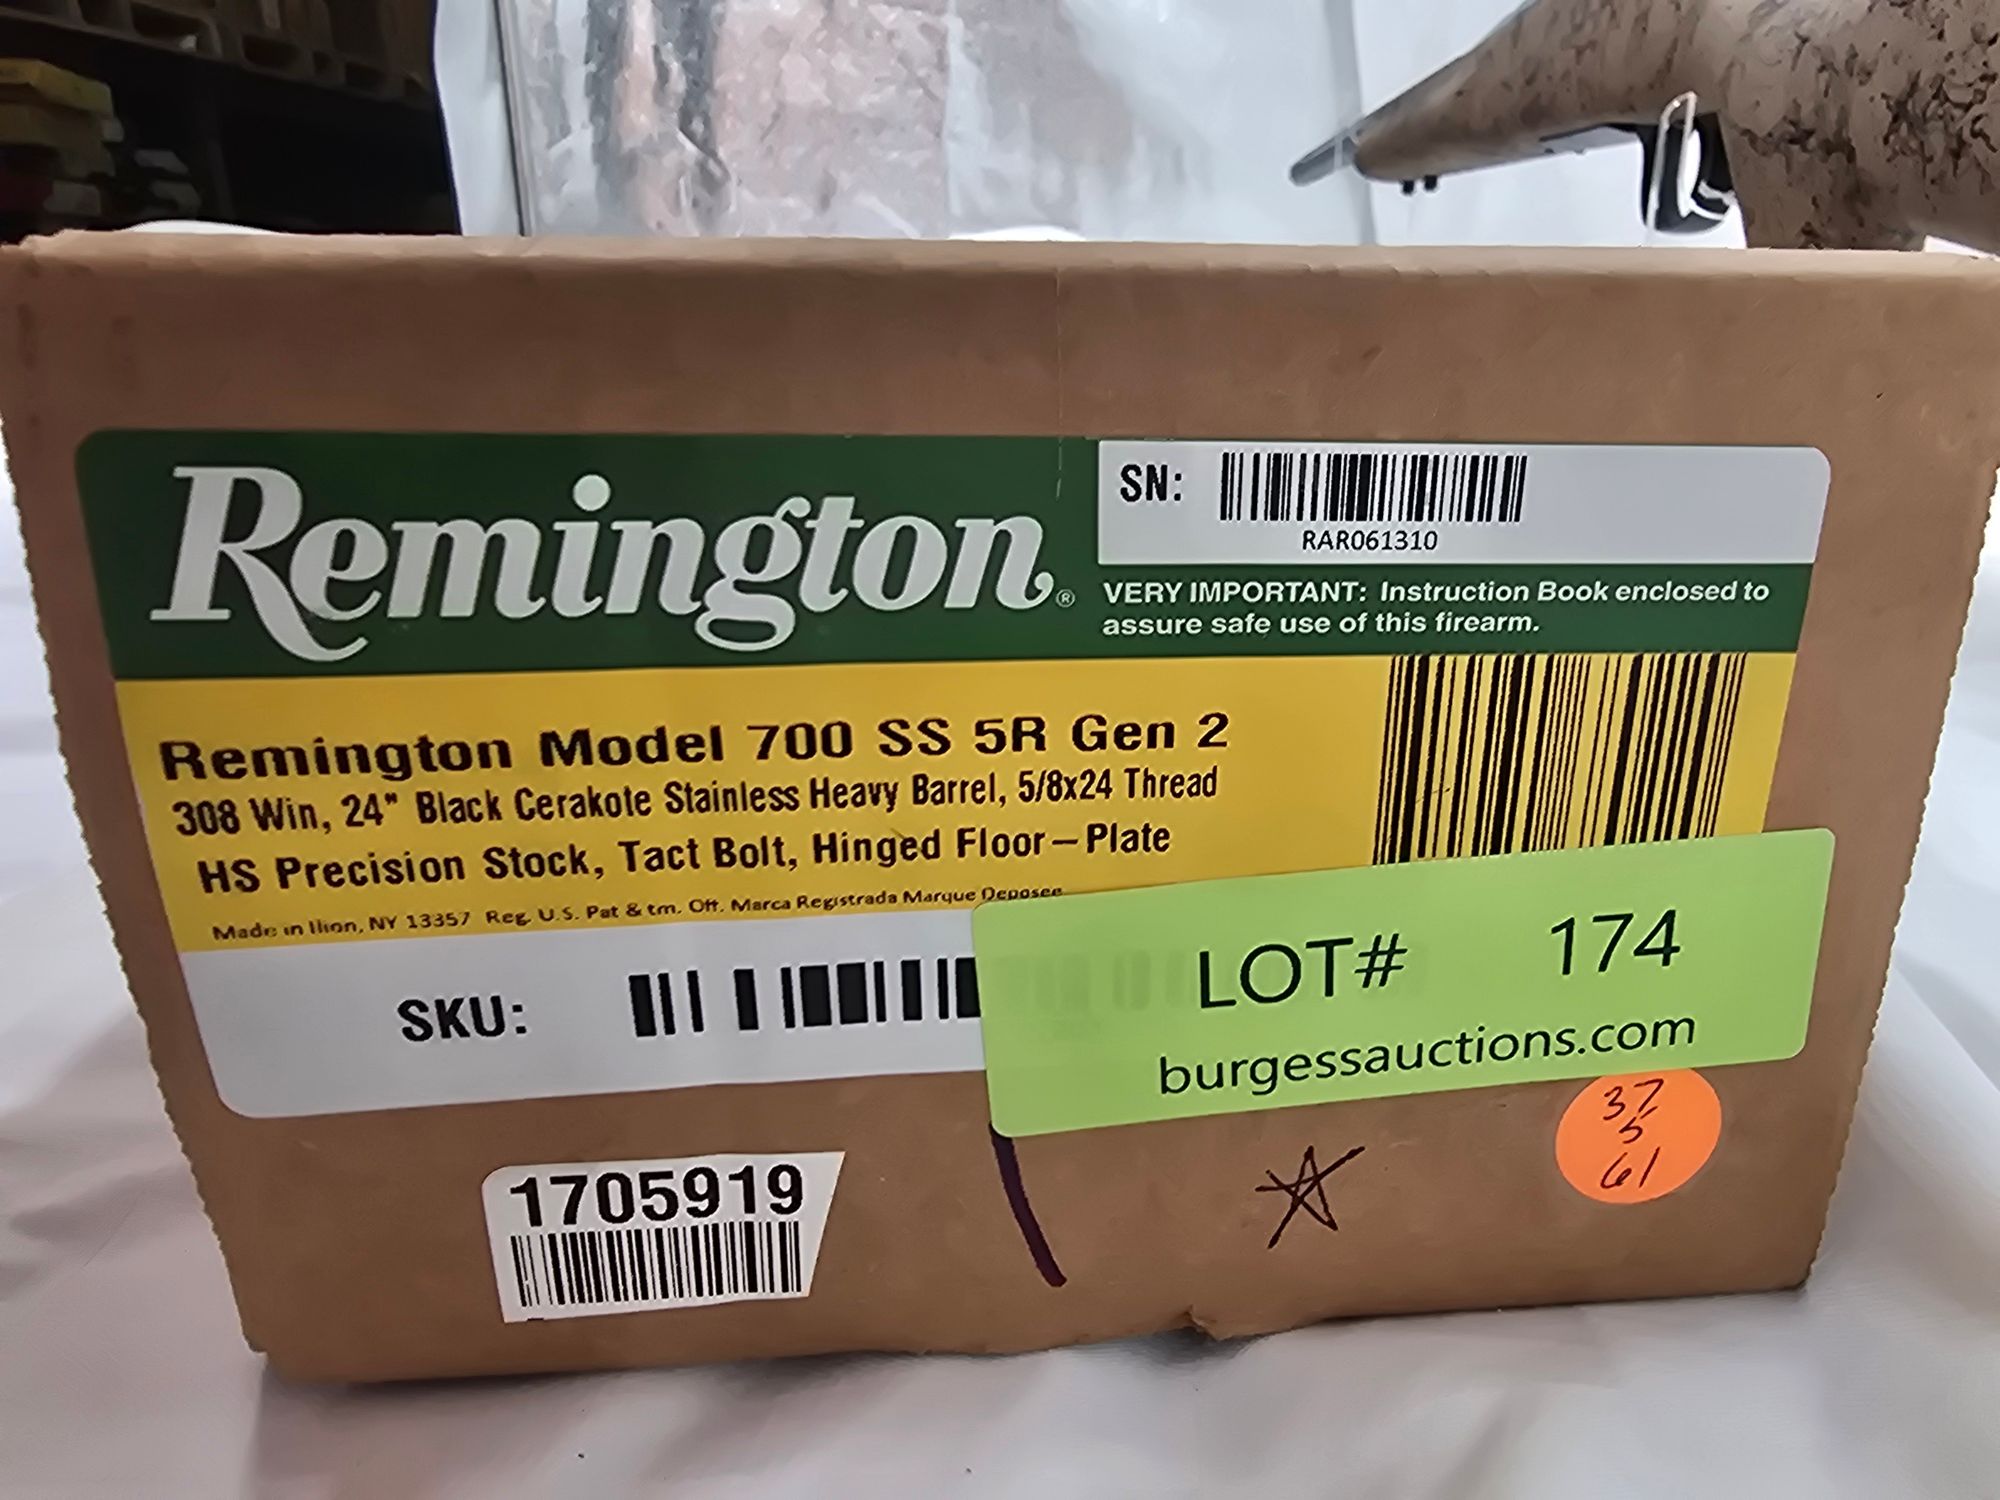 Remington®
SN:
RAR061310
VERY IMPORTANT: Instruction Book enclosed to
assure safe use of this firearm.
Remington Model 700 SS 5R Gen 2
308 Win, 24" Black Cerakote Stainless Heavy Barrel, 5/8x24 Thread
HS Precision Stock, Tact Bolt, Hinged Floor-Plate
Made in Ilion, NY 13357 Reg. U.S. Pat & tm. Off. Marca Registrada Marque Deposee
SKU:
LOT# 174
burgessauctions.com
37
5
61
1705919